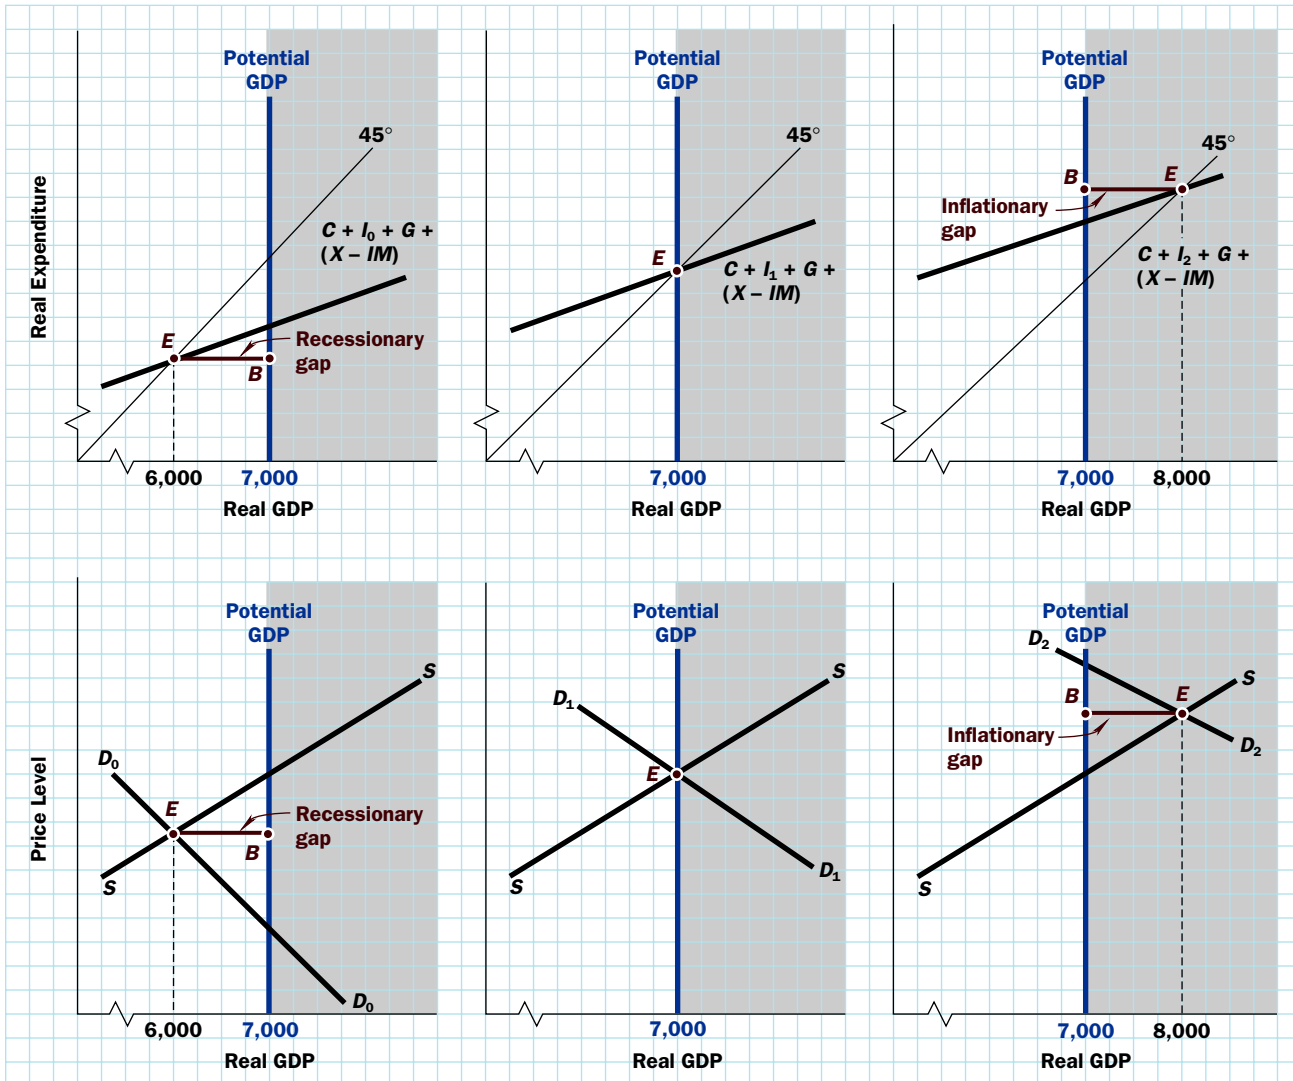 Real Expenditure
Potential
GDP
45°
C + I₀ + G +
(X – IM)
E
Recessionary
gap
B
6,000
7,000
Real GDP
Potential
GDP
45°
E
C + I₁ + G +
(X – IM)
7,000
Real GDP
Potential
GDP
45°
B
E
Inflationary
gap
C + I₂ + G +
(X – IM)
7,000
8,000
Real GDP
Price Level
Potential
GDP
S
D₀
E
Recessionary
gap
B
S
D₀
6,000
7,000
Real GDP
Potential
GDP
S
D₁
E
D₁
S
7,000
Real GDP
Potential
GDP
D₂
S
B
E
Inflationary
gap
D₂
S
7,000
8,000
Real GDP